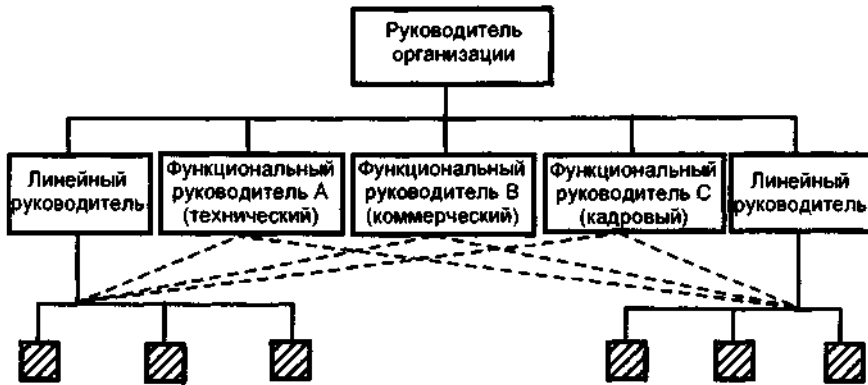 Руководитель
организации
Линейный
руководитель
Функциональный
руководитель А
(технический)
Функциональный
руководитель В
(коммерческий)
Функциональный
руководитель С
(кадровый)
Линейный
руководитель